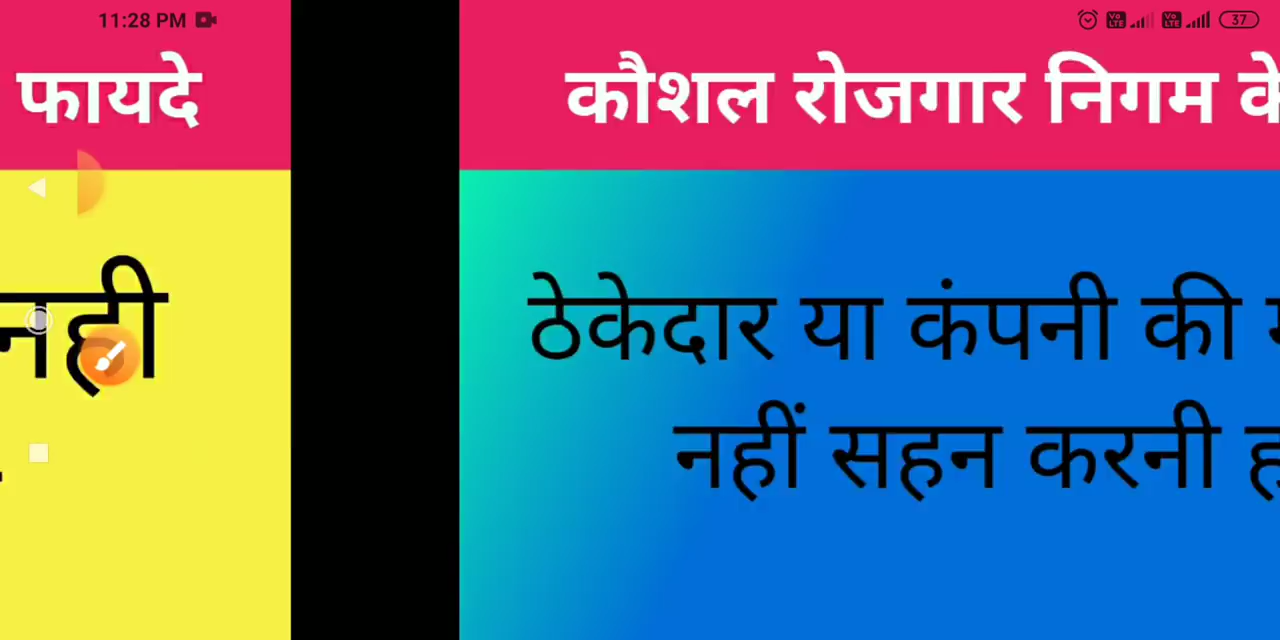 11:28 PM
37
फायदे
नही
कौशल रोजगार निगम के
ठेकेदार या कंपनी की
नहीं सहन करनी